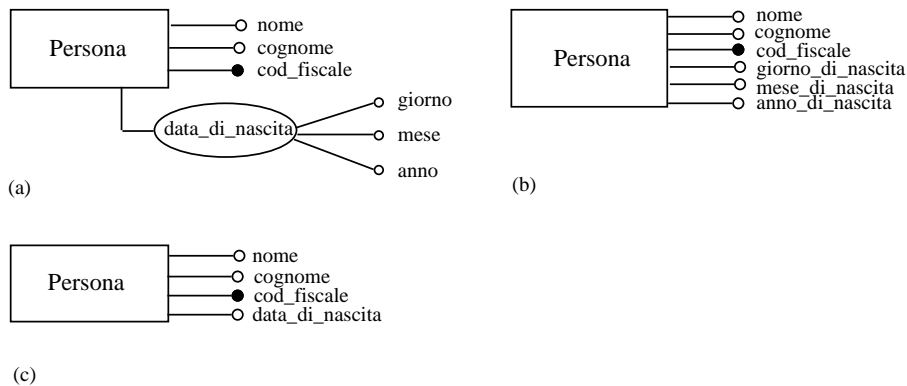 Persona
nome
cognome
cod_fiscale
data_di_nascita
giorno
mese
anno
(a)
Persona
nome
cognome
cod_fiscale
giorno_di_nascita
mese_di_nascita
anno_di_nascita
(b)
Persona
nome
cognome
cod_fiscale
data_di_nascita
(c)